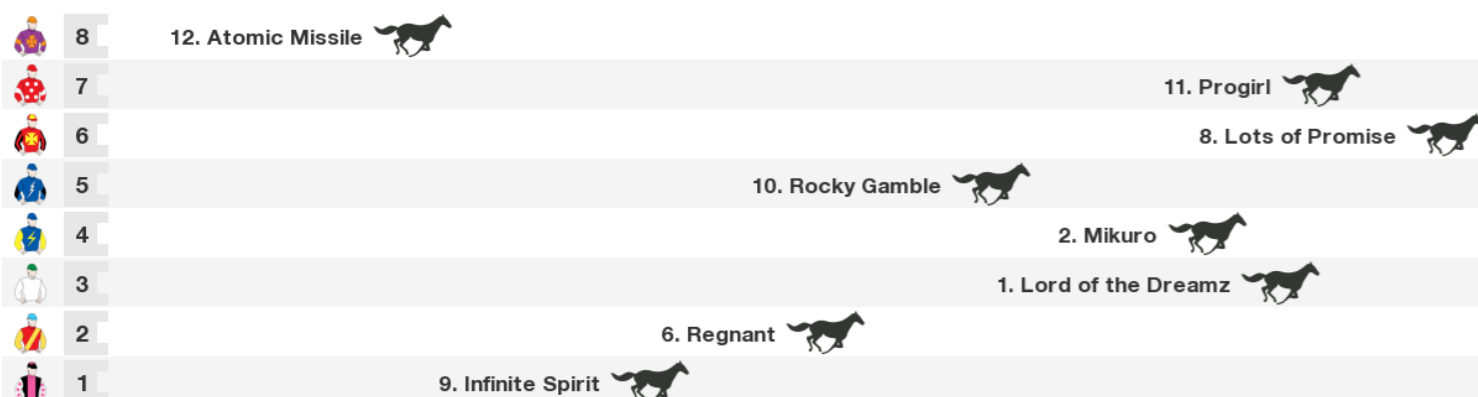 8 12. Atomic Missile
7 11. Progirl
6 8. Lots of Promise
5 10. Rocky Gamble
4 2. Mikuro
3 1. Lord of the Dreamz
2 6. Regnant
1 9. Infinite Spirit